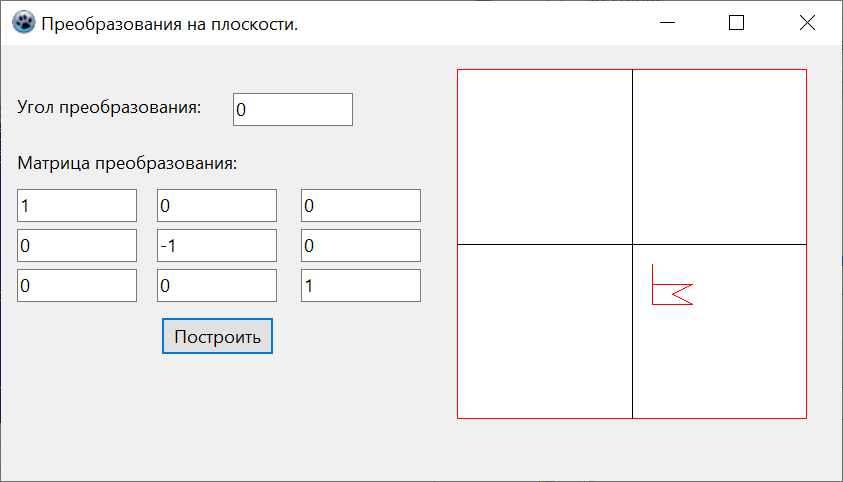 Преобразования на плоскости.
Угол преобразования: 0
Матрица преобразования:
1 0 0
0 -1 0
0 0 1
Построить